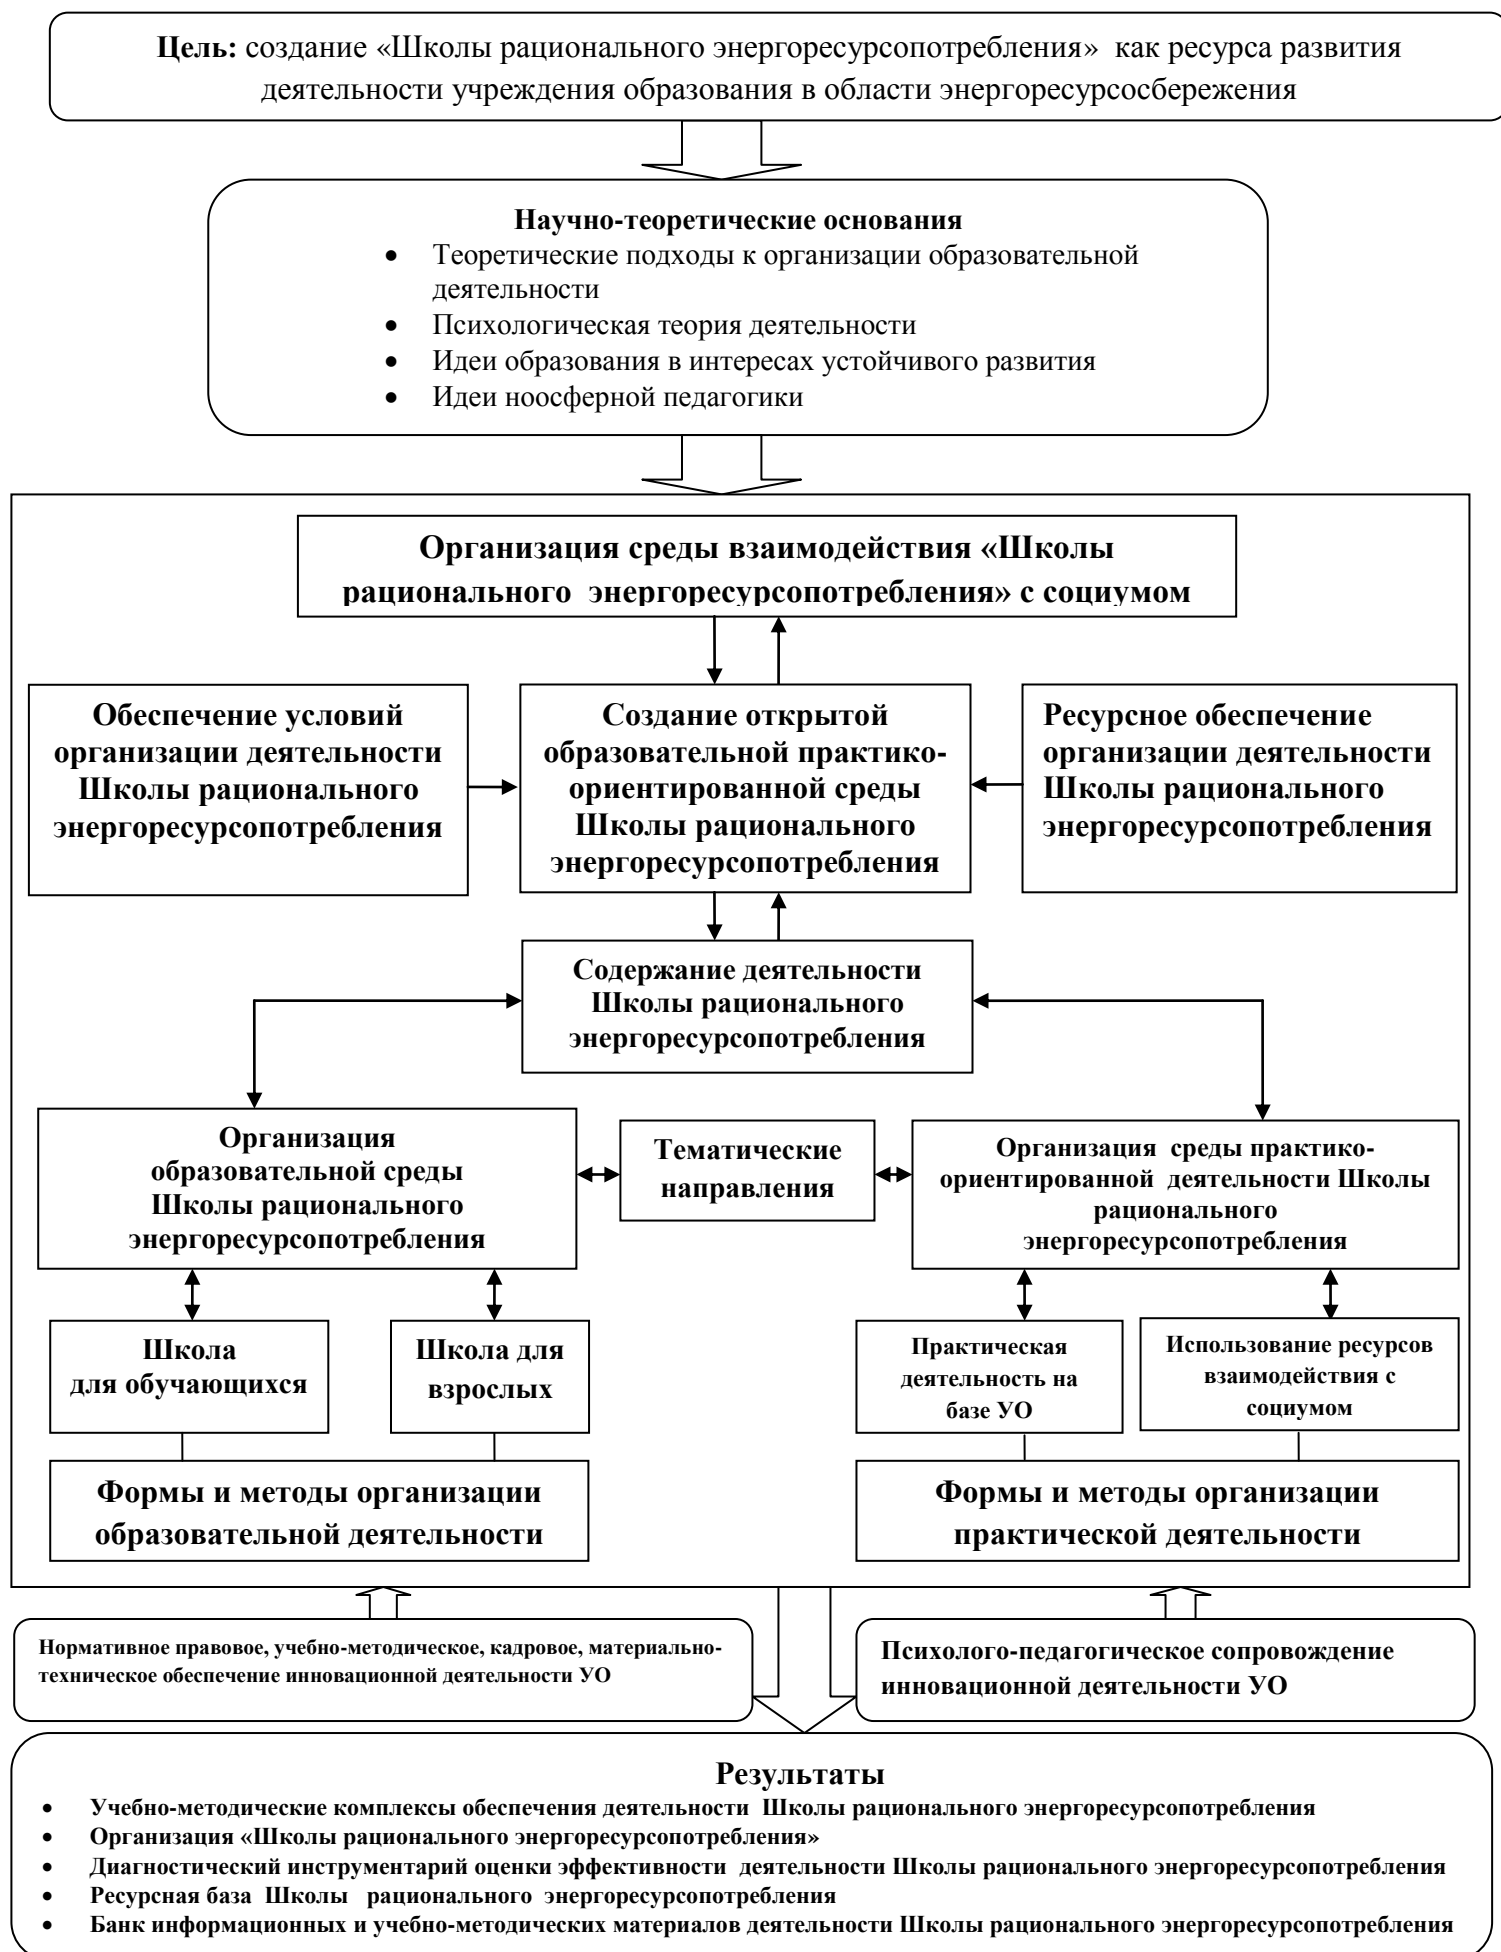 Цель: создание «Школы рационального энергоресурсопотребления» как ресурса развития
деятельности учреждения образования в области энергоресурсосбережения
Научно-теоретические основания
• Теоретические подходы к организации образовательной
деятельности
• Психологическая теория деятельности
• Идеи образования в интересах устойчивого развития
• Идеи ноосферной педагогики
Организация среды взаимодействия «Школы
рационального энергоресурсопотребления» с социумом
Обеспечение условий
организации деятельности
Школы рационального
энергоресурсопотребления
Создание открытой
образовательной практико-
ориентированной среды
Школы рационального
энергоресурсопотребления
Ресурсное обеспечение
организации деятельности
Школы рационального
энергоресурсопотребления
Содержание деятельности
Школы рационального
энергоресурсопотребления
Организация
образовательной среды
Школы рационального
энергоресурсопотребления
Тематические
направления
Организация среды практико-
ориентированной деятельности Школы
рационального
энергоресурсопотребления
Школа
для обучающихся
Школа для
взрослых
Практическая
деятельность на
базе УО
Использование ресурсов
взаимодействия с
социумом
Формы и методы организации
образовательной деятельности
Формы и методы организации
практической деятельности
Нормативное правовое, учебно-методическое, кадровое, материально-
техническое обеспечение инновационной деятельности УО
Психолого-педагогическое сопровождение
инновационной деятельности УО
Результаты
• Учебно-методические комплексы обеспечения деятельности Школы рационального энергоресурсопотребления
• Организация «Школы рационального энергоресурсопотребления»
• Диагностический инструментарий оценки эффективности деятельности Школы рационального энергоресурсопотребления
• Ресурсная база Школы рационального энергоресурсопотребления
• Банк информационных и учебно-методических материалов деятельности Школы рационального энергоресурсопотребления